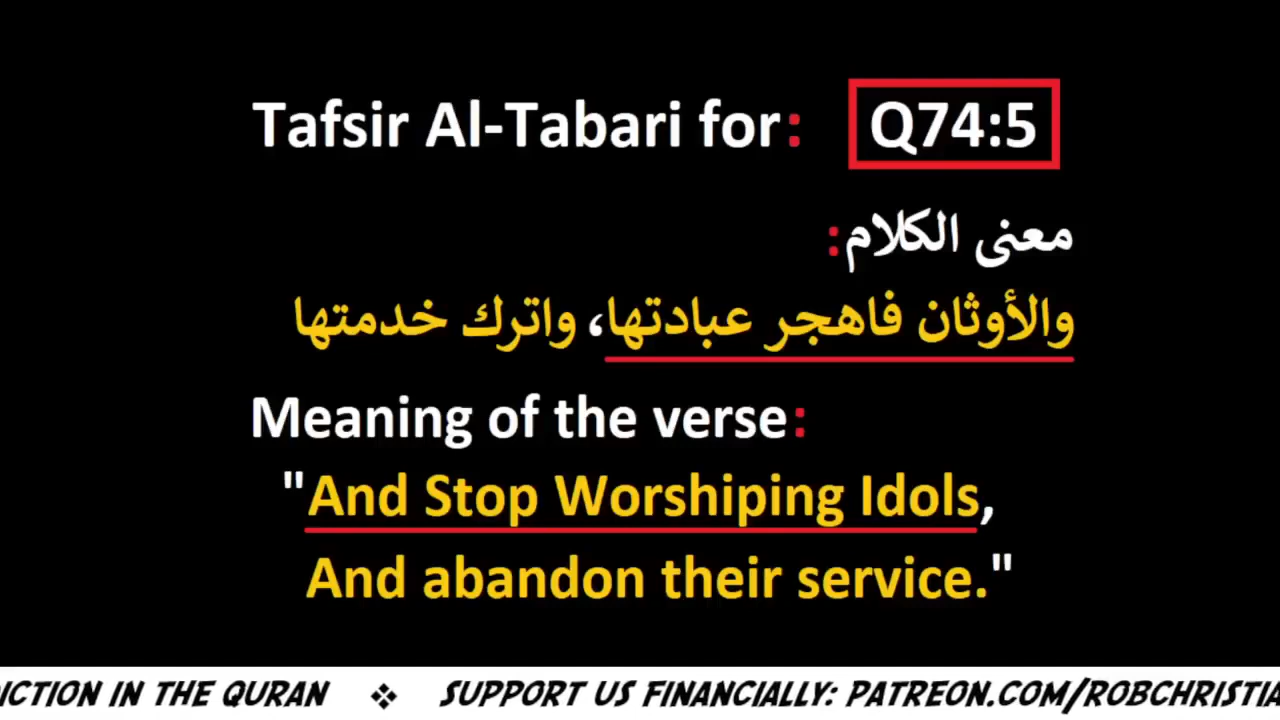 Tafsir Al-Tabari for: Q74:5
معنى الكلام:
والأوثان فاهجر عبادتها، واترك خدمتها
Meaning of the verse:
"And Stop Worshiping Idols,
And abandon their service."
ICTION IN THE QURAN ❖ SUPPORT US FINANCIALLY: PATREON.COM/ROBCHRISTIA